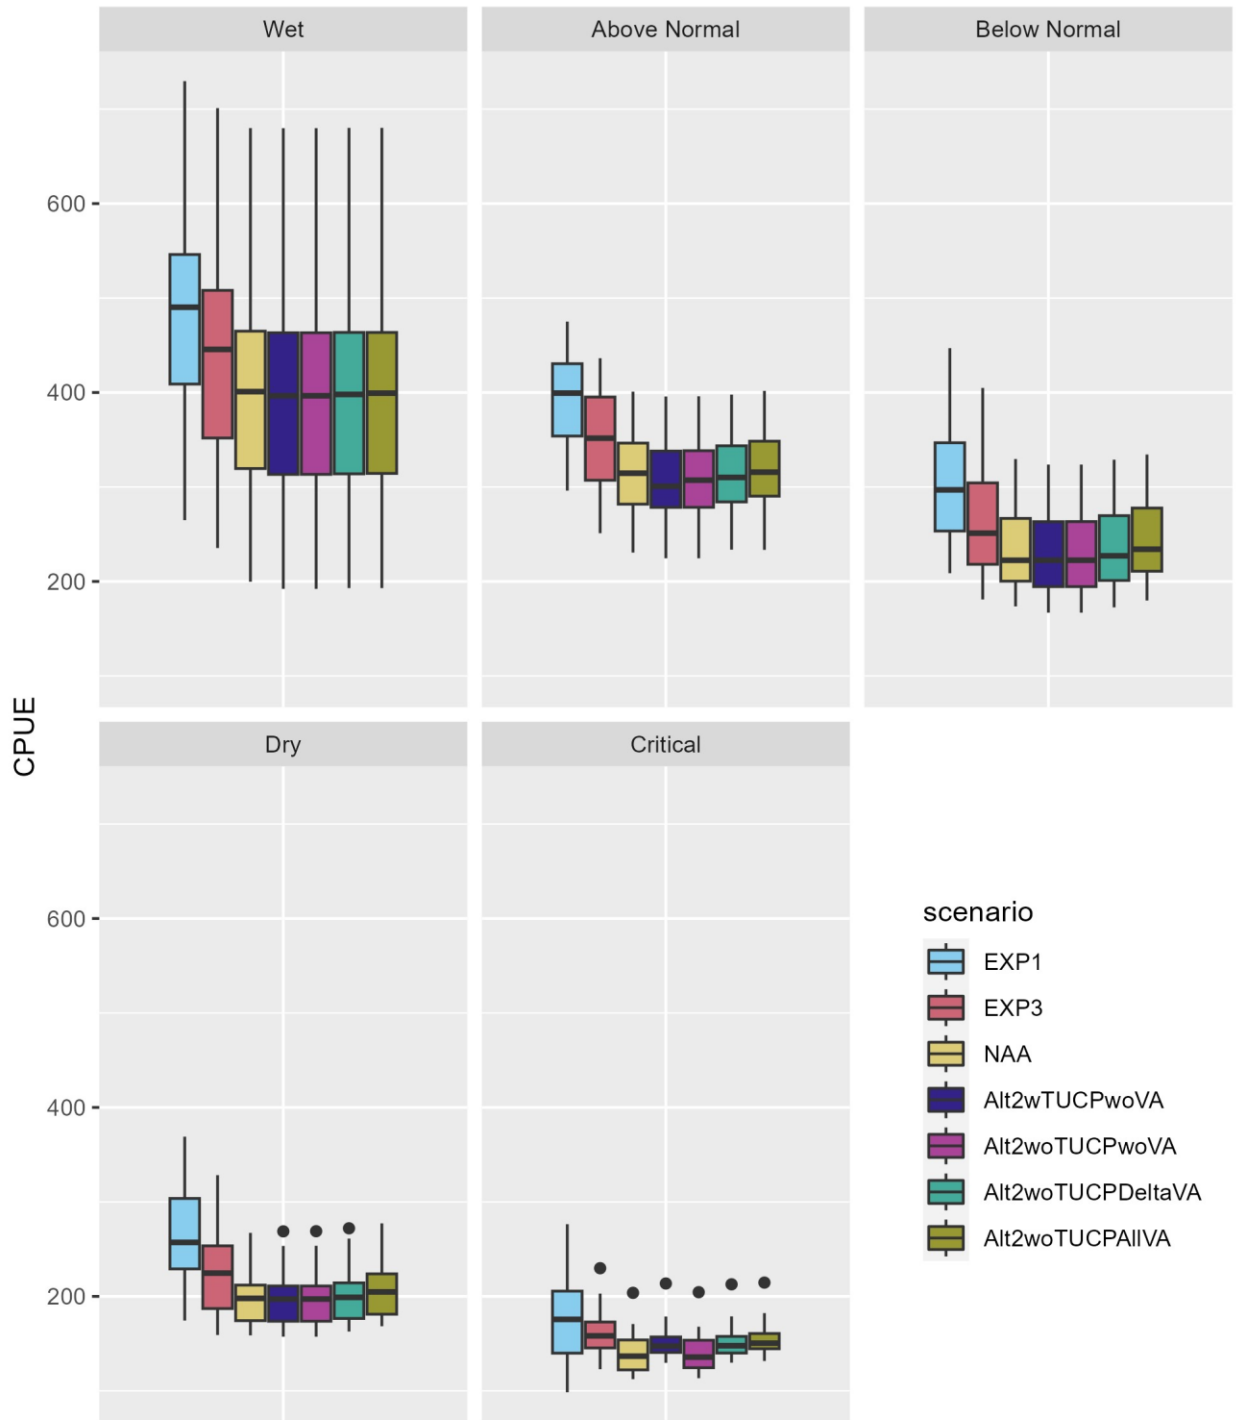 Wet
Above Normal
Below Normal
600
400
200
CPUE
Dry
Critical
600
400
200
scenario
EXP1
EXP3
NAA
Alt2wTUCPwoVA
Alt2woTUCPwoVA
Alt2woTUCPDeltaVA
Alt2woTUCPAllVA